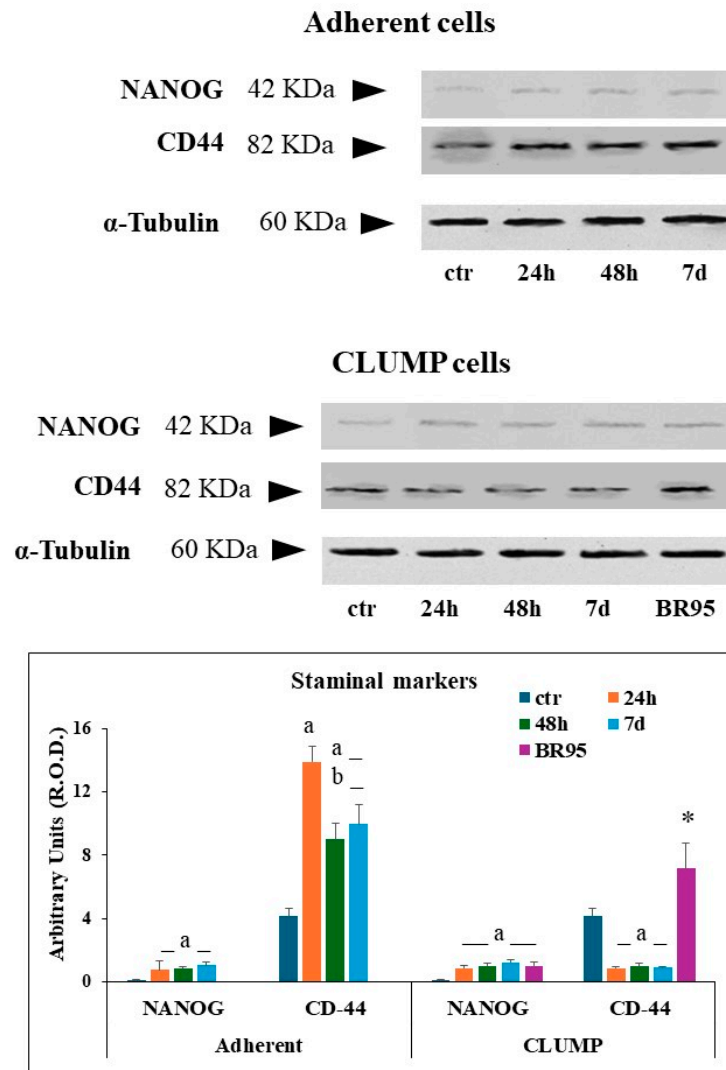 Adherent cells
NANOG 42 KDa
CD44 82 KDa
α-Tubulin 60 KDa
ctr 24h 48h 7d
CLUMP cells
NANOG 42 KDa
CD44 82 KDa
α-Tubulin 60 KDa
ctr 24h 48h 7d BR95
Staminal markers
ctr 24h
48h 7d
BR95
Arbitrary Units (R.O.D.)
16
12
8
4
0
a
a
b
a
a
a
*
NANOG CD-44 NANOG CD-44
Adherent CLUMP